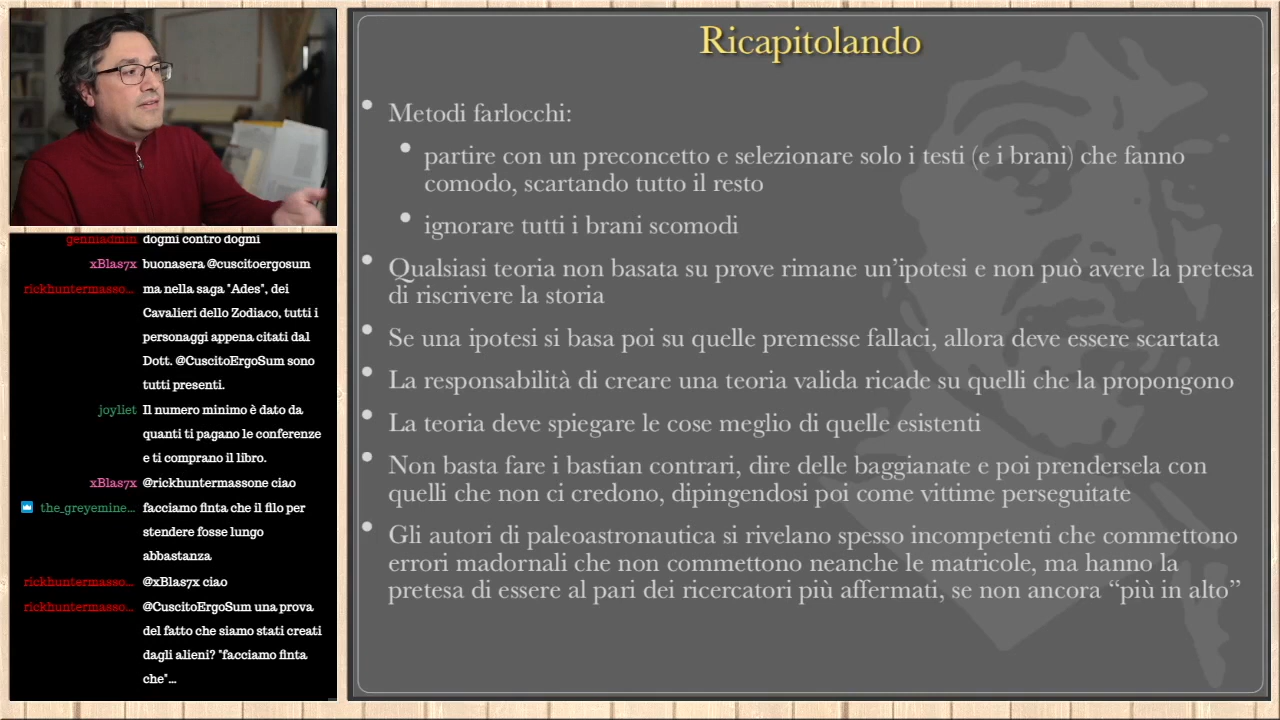 Ricapitolando
• Metodi farlocchi:
• partire con un preconcetto e selezionare solo i testi (e i brani) che fanno
comodo, scartando tutto il resto
• ignorare tutti i brani scomodi
• Qualsiasi teoria non basata su prove rimane un'ipotesi e non può avere la pretesa
di riscrivere la storia
• Se una ipotesi si basa poi su quelle premesse fallaci, allora deve essere scartata
• La responsabilità di creare una teoria valida ricade su quelli che la propongono
• La teoria deve spiegare le cose meglio di quelle esistenti
• Non basta fare i bastian contrari, dire delle baggianate e poi prendersela con
quelli che non ci credono, dipingendosi poi come vittime perseguitate
• Gli autori di paleoastronautica si rivelano spesso incompetenti che commettono
errori madornali che non commettono neanche le matricole, ma hanno la
pretesa di essere al pari dei ricercatori più affermati, se non ancora “più in alto”
genniadmin dogmi contro dogmi
xBlas7x buonasera @cuscitoergosum
rickhuntermasso... ma nella saga "Ades", dei
Cavalieri dello Zodiaco, tutti i
personaggi appena citati dal
Dott. @CuscitoErgoSum sono
tutti presenti.
joyliet Il numero minimo è dato da
quanti ti pagano le conferenze
e ti comprano il libro.
xBlas7x @rickhuntermassone ciao
the_greyemine... facciamo finta che il filo per
stendere fosse lungo
abbastanza
rickhuntermasso... @xBlas7x ciao
rickhuntermasso... @CuscitoErgoSum una prova
del fatto che siamo stati creati
dagli alieni? "facciamo finta
che"...